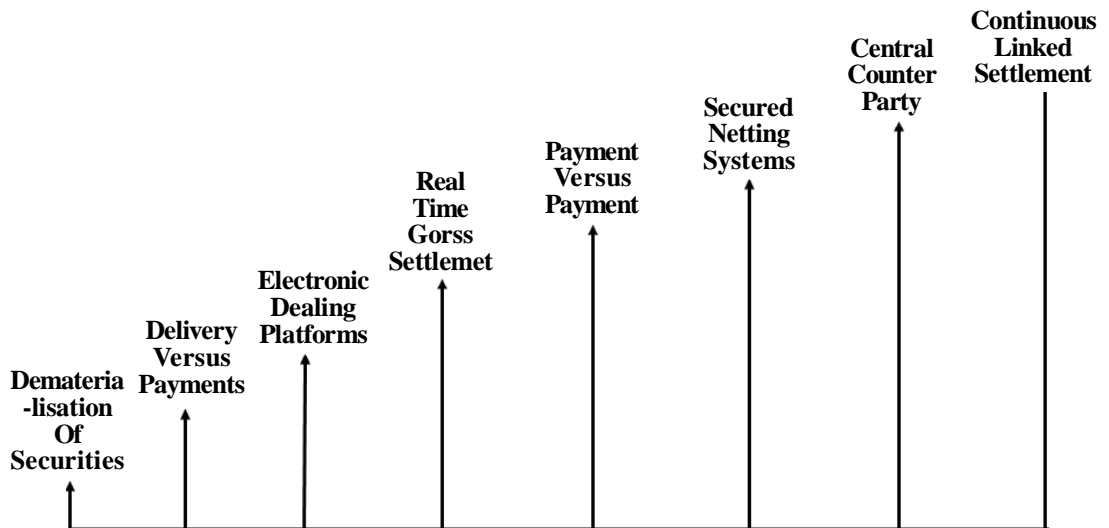 Demateria
-lisation
Of
Securities
Delivery
Versus
Payments
Electronic
Dealing
Platforms
Real
Time
Gorss
Settlemet
Payment
Versus
Payment
Secured
Netting
Systems
Central
Counter
Party
Continuous
Linked
Settlement